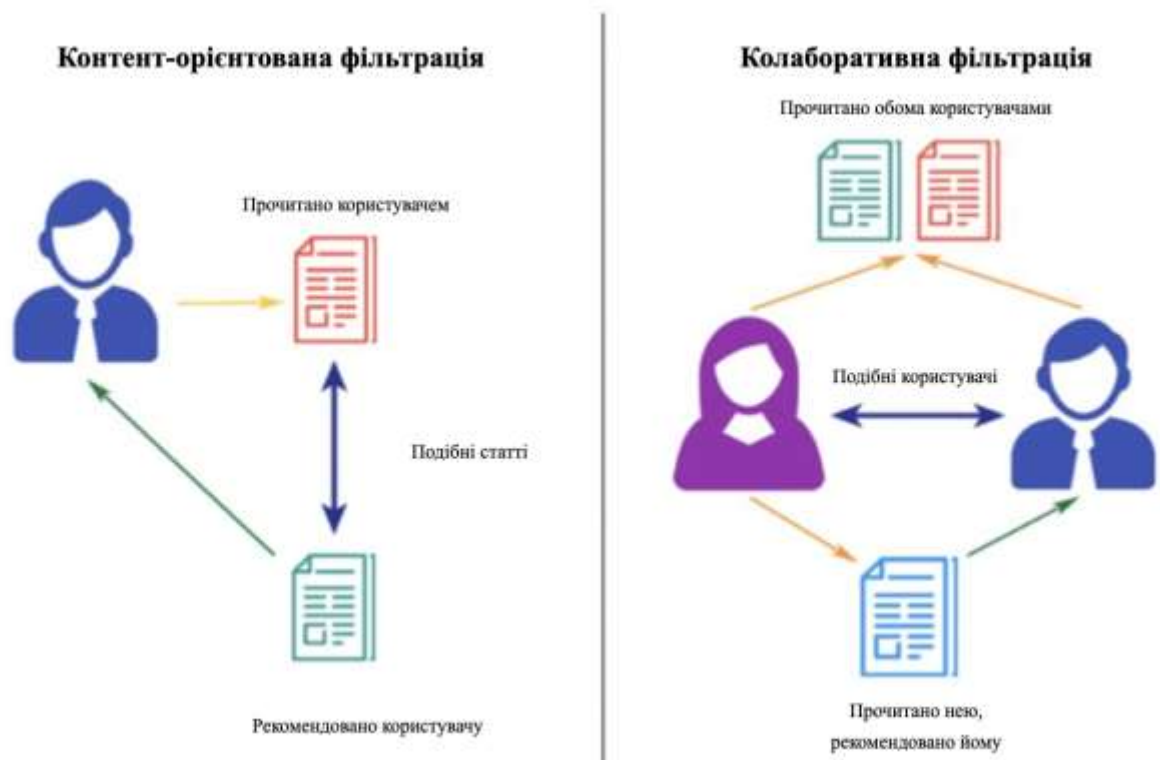 Контент-орієнтована фільтрація
Прочитано користувачем
Подібні статті
Рекомендовано користувачу
Колаборативна фільтрація
Прочитано обома користувачами
Подібні користувачі
Прочитано нею,
рекомендовано йому